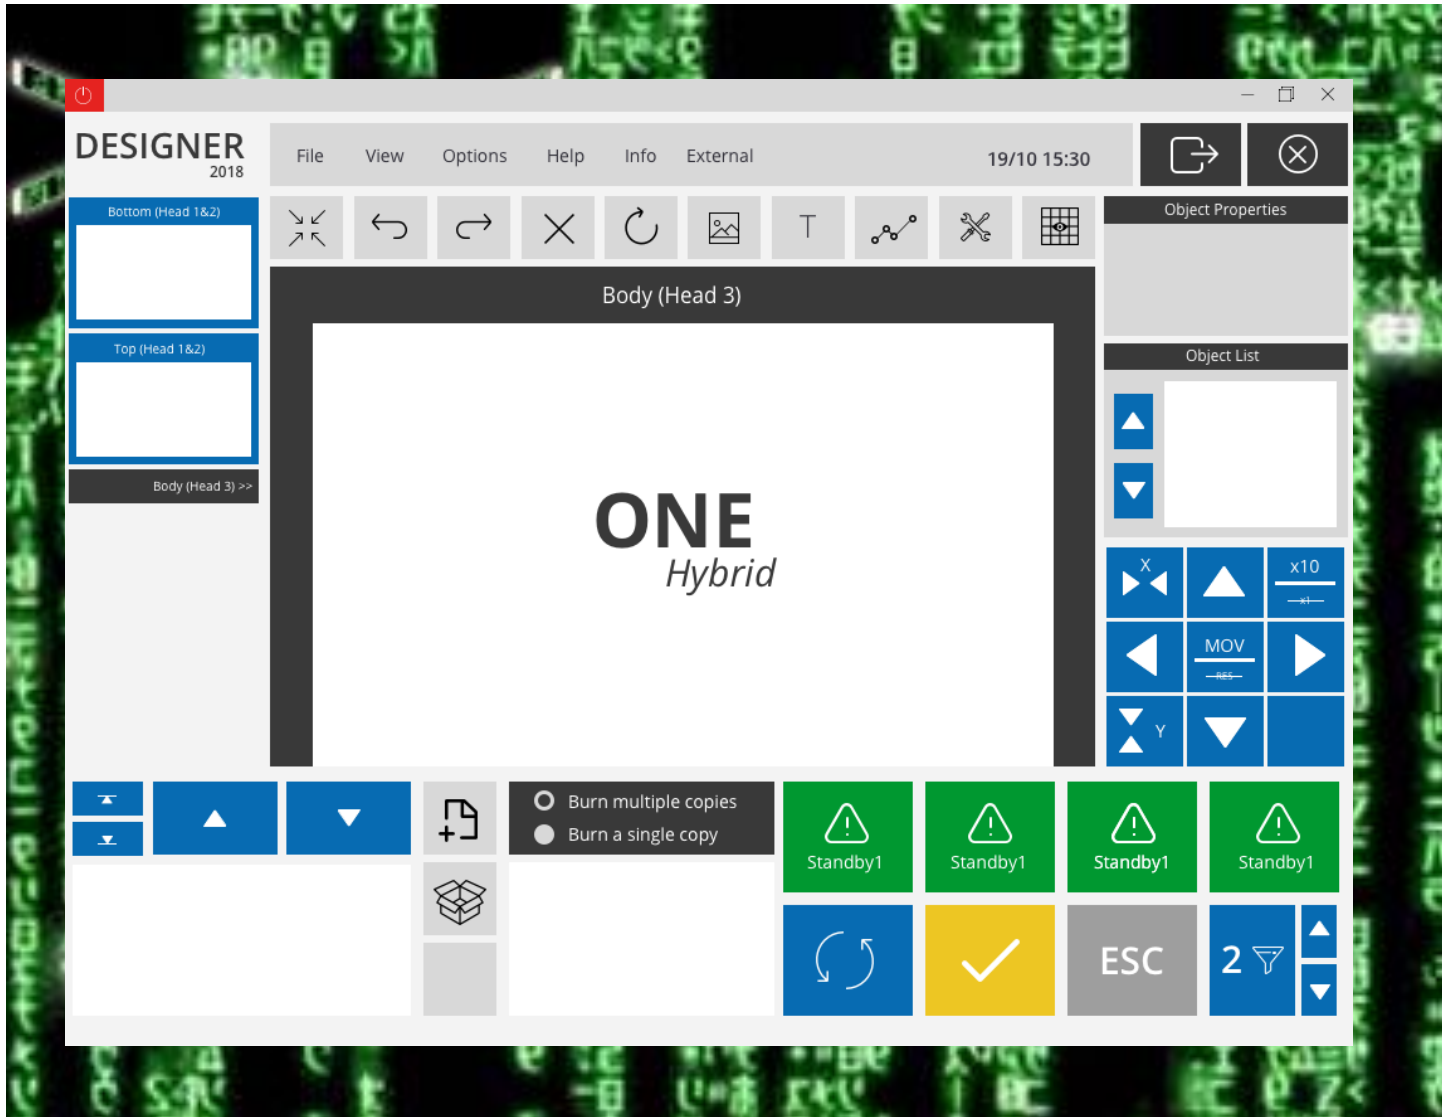 DESIGNER
2018
File View Options Help Info External 19/10 15:30
Bottom (Head 1&2)
Top (Head 1&2)
Body (Head 3) >>
T
Body (Head 3)
ONE
Hybrid
Object Properties
Object List
X
x10
x1
MOV
RES
Y
Burn multiple copies
Burn a single copy
Standby1 Standby1 Standby1 Standby1
ESC
2